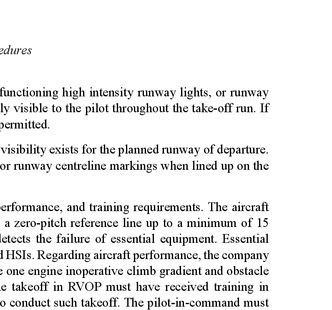 edures
functioning high intensity runway lights, or runway
ly visible to the pilot throughout the take-off run. If
permitted.
visibility exists for the planned runway of departure.
or runway centreline markings when lined up on the
erformance, and training requirements. The aircraft
a zero-pitch reference line up to a minimum of 15
etects the failure of essential equipment. Essential
d HSIs. Regarding aircraft performance, the company
e one engine inoperative climb gradient and obstacle
e takeoff in RVOP must have received training in
o conduct such takeoff. The pilot-in-command must